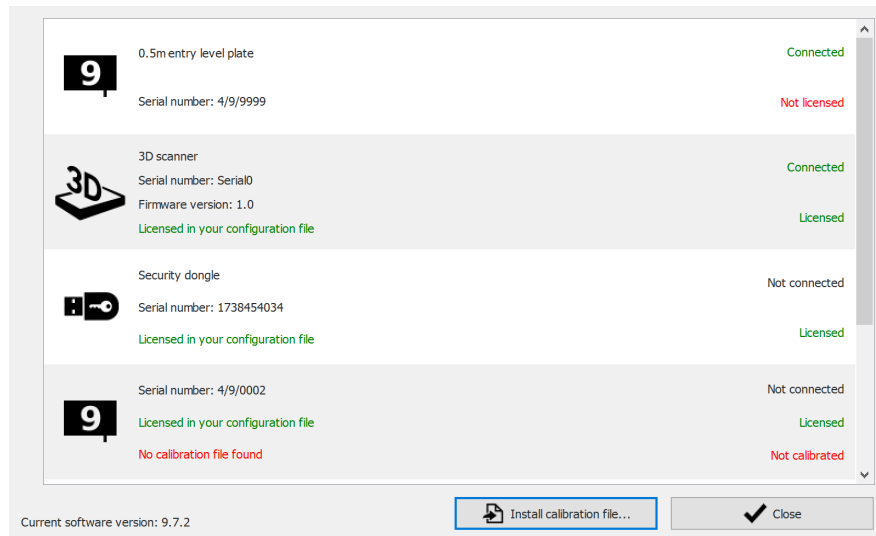 9
0.5m entry level plate
Connected
Serial number: 4/9/9999
Not licensed
3D
3D scanner
Connected
Serial number: Serial0
Firmware version: 1.0
Licensed
Licensed in your configuration file
Security dongle
Not connected
Serial number: 1738454034
Licensed in your configuration file
Licensed
9
Serial number: 4/9/0002
Not connected
Licensed in your configuration file
Licensed
No calibration file found
Not calibrated
Current software version: 9.7.2
Install calibration file...
Close